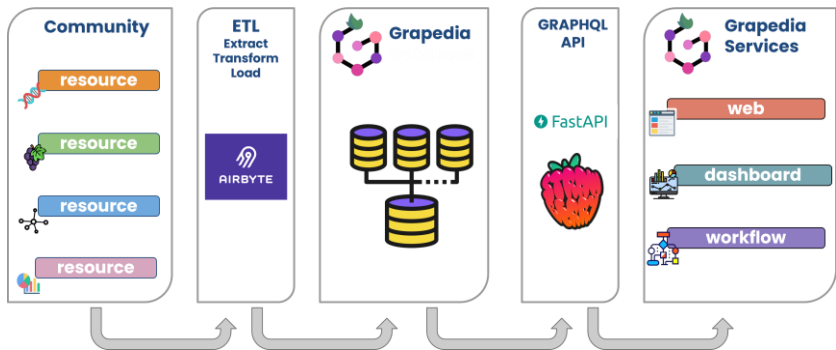 Community
resource
resource
resource
resource
ETL
Extract
Transform
Load
AIRBYTE
Grapedia
GRAPHQL
API
FastAPI
STRAWBERRY
Grapedia
Services
web
dashboard
workflow